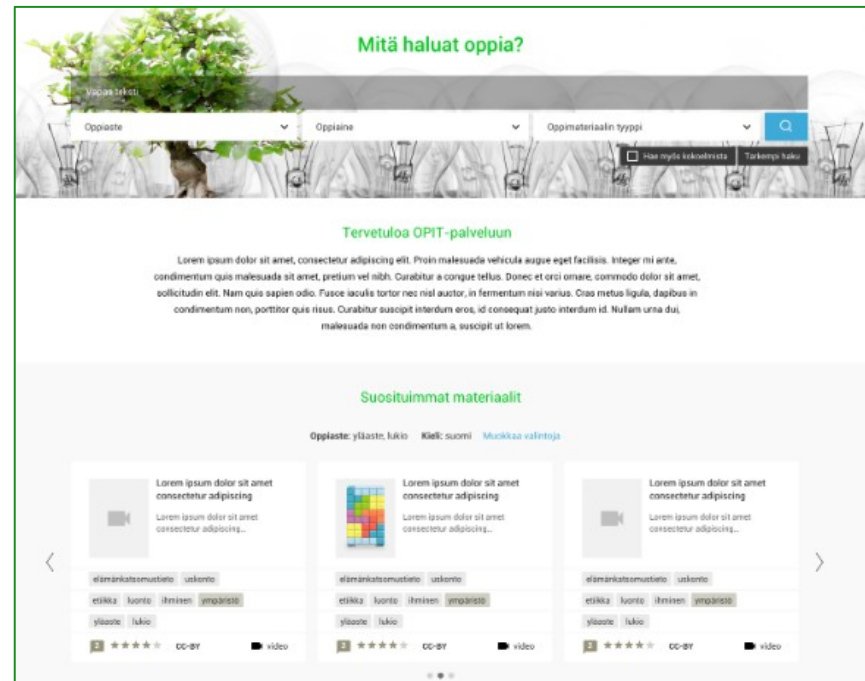 Mitä haluat oppia?
Vapaa teksti
Oppiaste Oppiaine Oppimateriaalin tyyppi
Hae myös kokoelmista Tarkempi haku
Tervetuloa OPIT-palveluun
Lorem ipsum dolor sit amet, consectetur adipiscing elit. Proin malesuada vehicula augue eget facilisis. Integer mi ante,
condimentum quis malesuada sit amet, pretium vel nibh. Curabitur a congue tellus. Donec et orci ornare, commodo dolor sit amet,
sollicitudin elit. Nam quis sapien odio. Fusce iaculis tortor nec nisl auctor, in fermentum nisi varius. Cras metus ligula, dapibus in
condimentum non, porttitor quis risus. Curabitur suscipit interdum eros, id consequat justo interdum id. Nullam urna dui,
malesuada non condimentum a, suscipit ut lorem.
Suosituimmat materiaalit
Oppiaste: yläaste, lukio Kieli: suomi Muokkaa valintoja
Lorem ipsum dolor sit amet
consectetur adipiscing
Lorem ipsum dolor sit amet
consectetur adipiscing...
elämänkatsomustieto uskonto
etiikka luonto ihminen ympäristö
yläaste lukio
2 CC-BY video
Lorem ipsum dolor sit amet
consectetur adipiscing
Lorem ipsum dolor sit amet
consectetur adipiscing...
elämänkatsomustieto uskonto
etiikka luonto ihminen ympäristö
yläaste lukio
2 CC-BY video
Lorem ipsum dolor sit amet
consectetur adipiscing
Lorem ipsum dolor sit amet
consectetur adipiscing...
elämänkatsomustieto uskonto
etiikka luonto ihminen ympäristö
yläaste lukio
2 CC-BY video